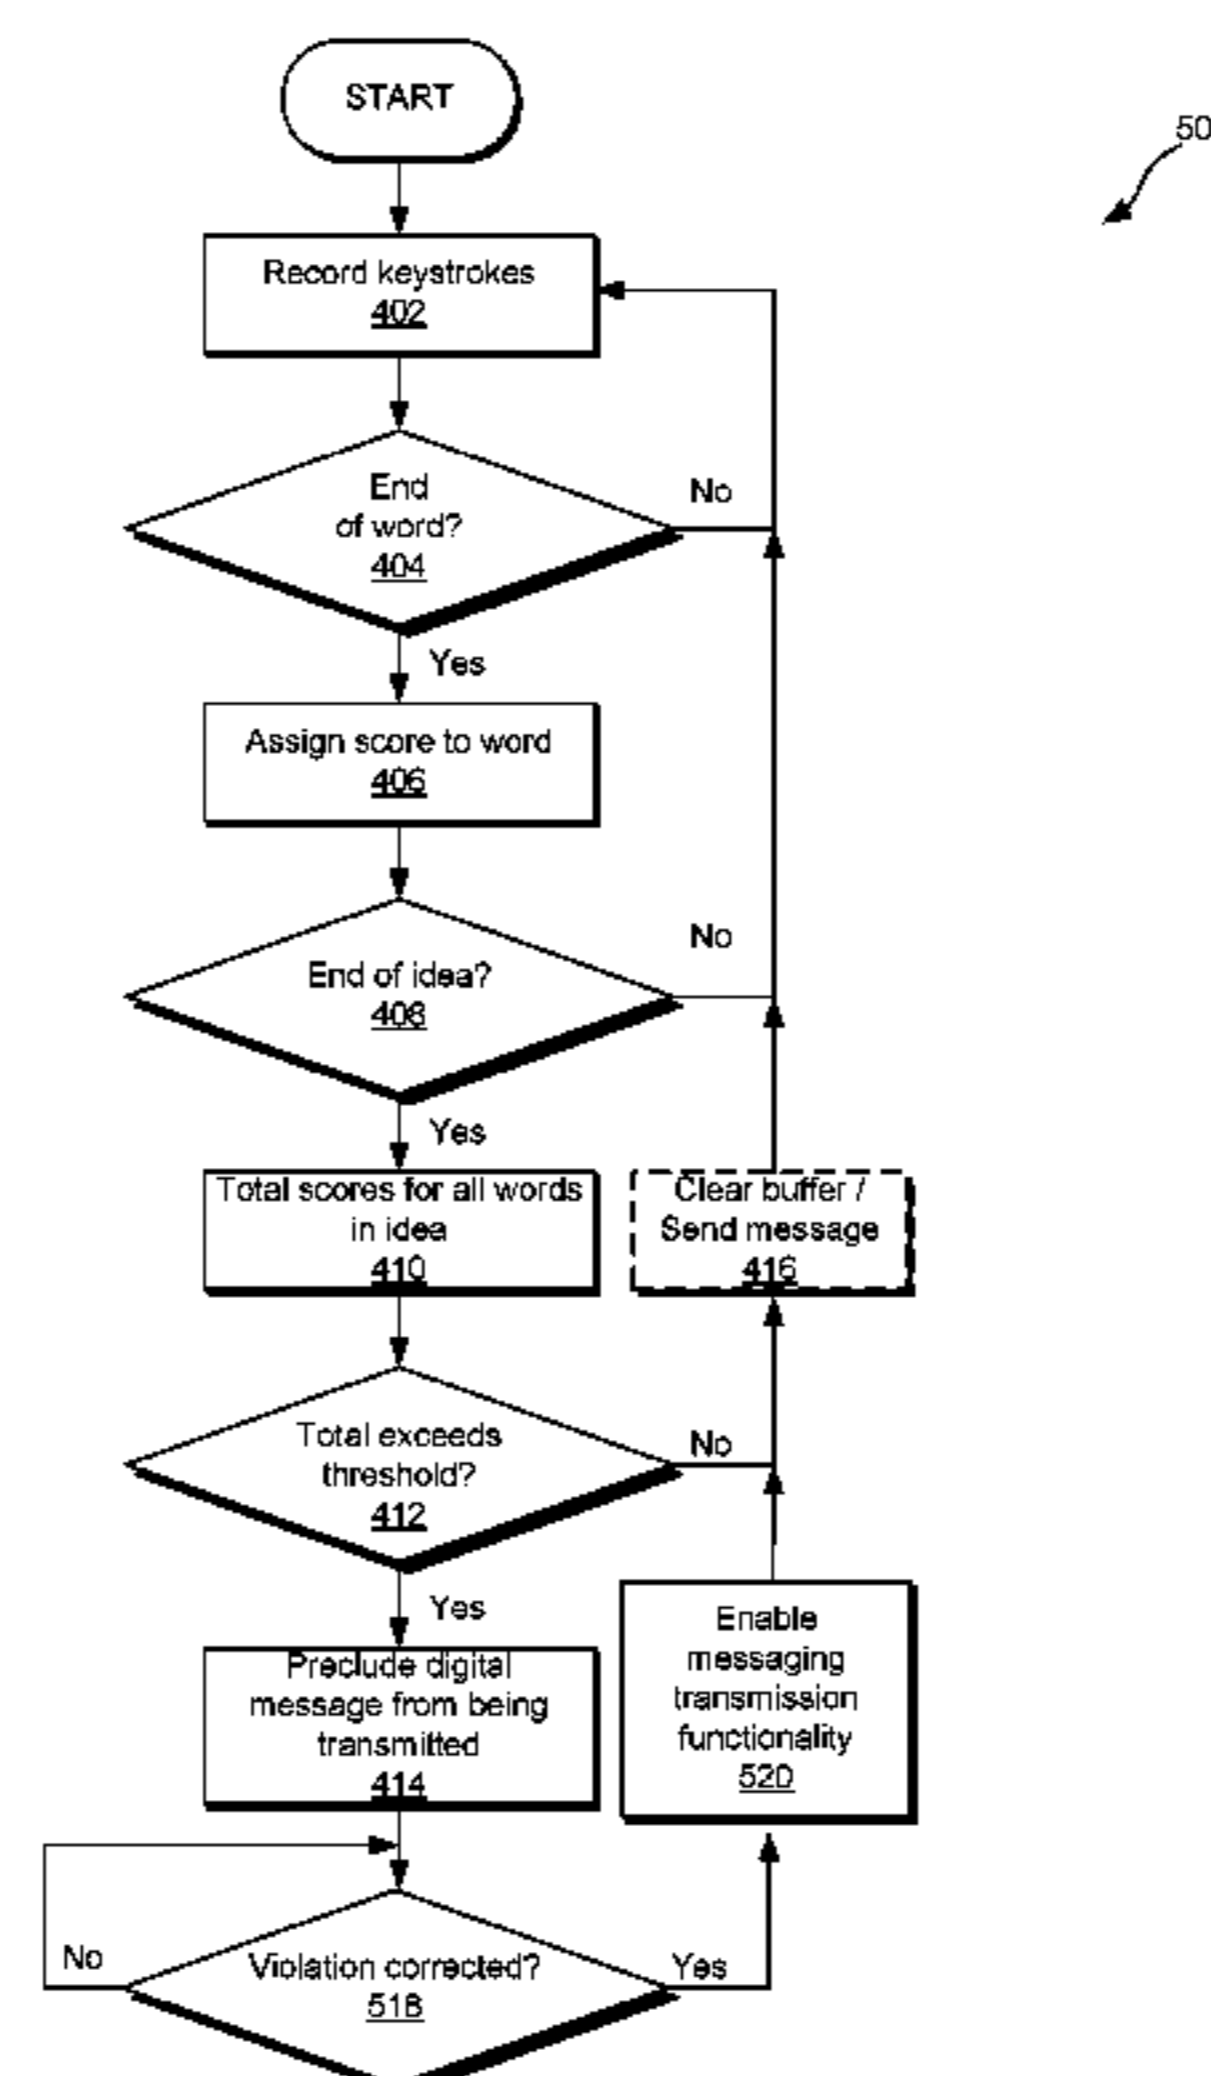 START
50
Record keystrokes
402
End
of word?
404
No
Yes
Assign score to word
406
End of idea?
408
No
Yes
Total scores for all words
in idea
410
Clear buffer /
Send message
416
Total exceeds
threshold?
412
No
Yes
Preclude digital
message from being
transmitted
414
Enable
messaging
transmission
functionality
520
No
Violation corrected?
518
Yes